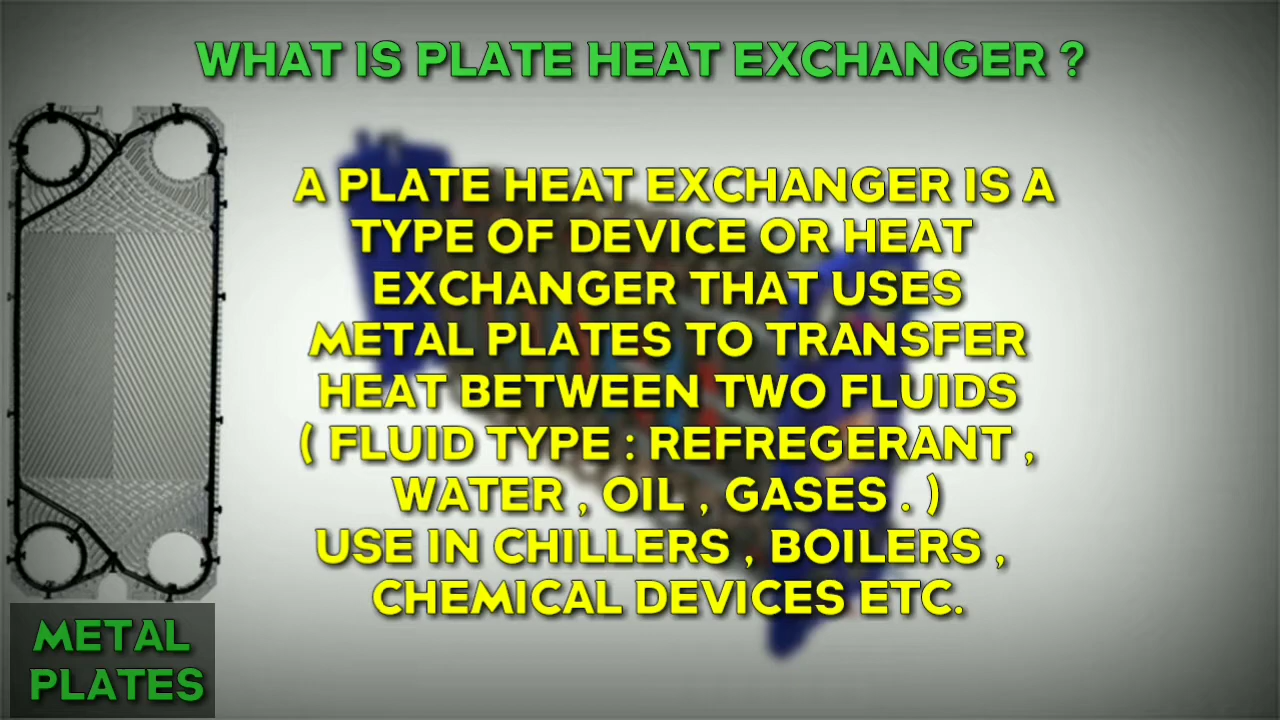 WHAT IS PLATE HEAT EXCHANGER ?
A PLATE HEAT EXCHANGER IS A
TYPE OF DEVICE OR HEAT
EXCHANGER THAT USES
METAL PLATES TO TRANSFER
HEAT BETWEEN TWO FLUIDS
( FLUID TYPE : REFREGERANT ,
WATER , OIL , GASES . )
USE IN CHILLERS , BOILERS ,
CHEMICAL DEVICES ETC.
METAL
PLATES